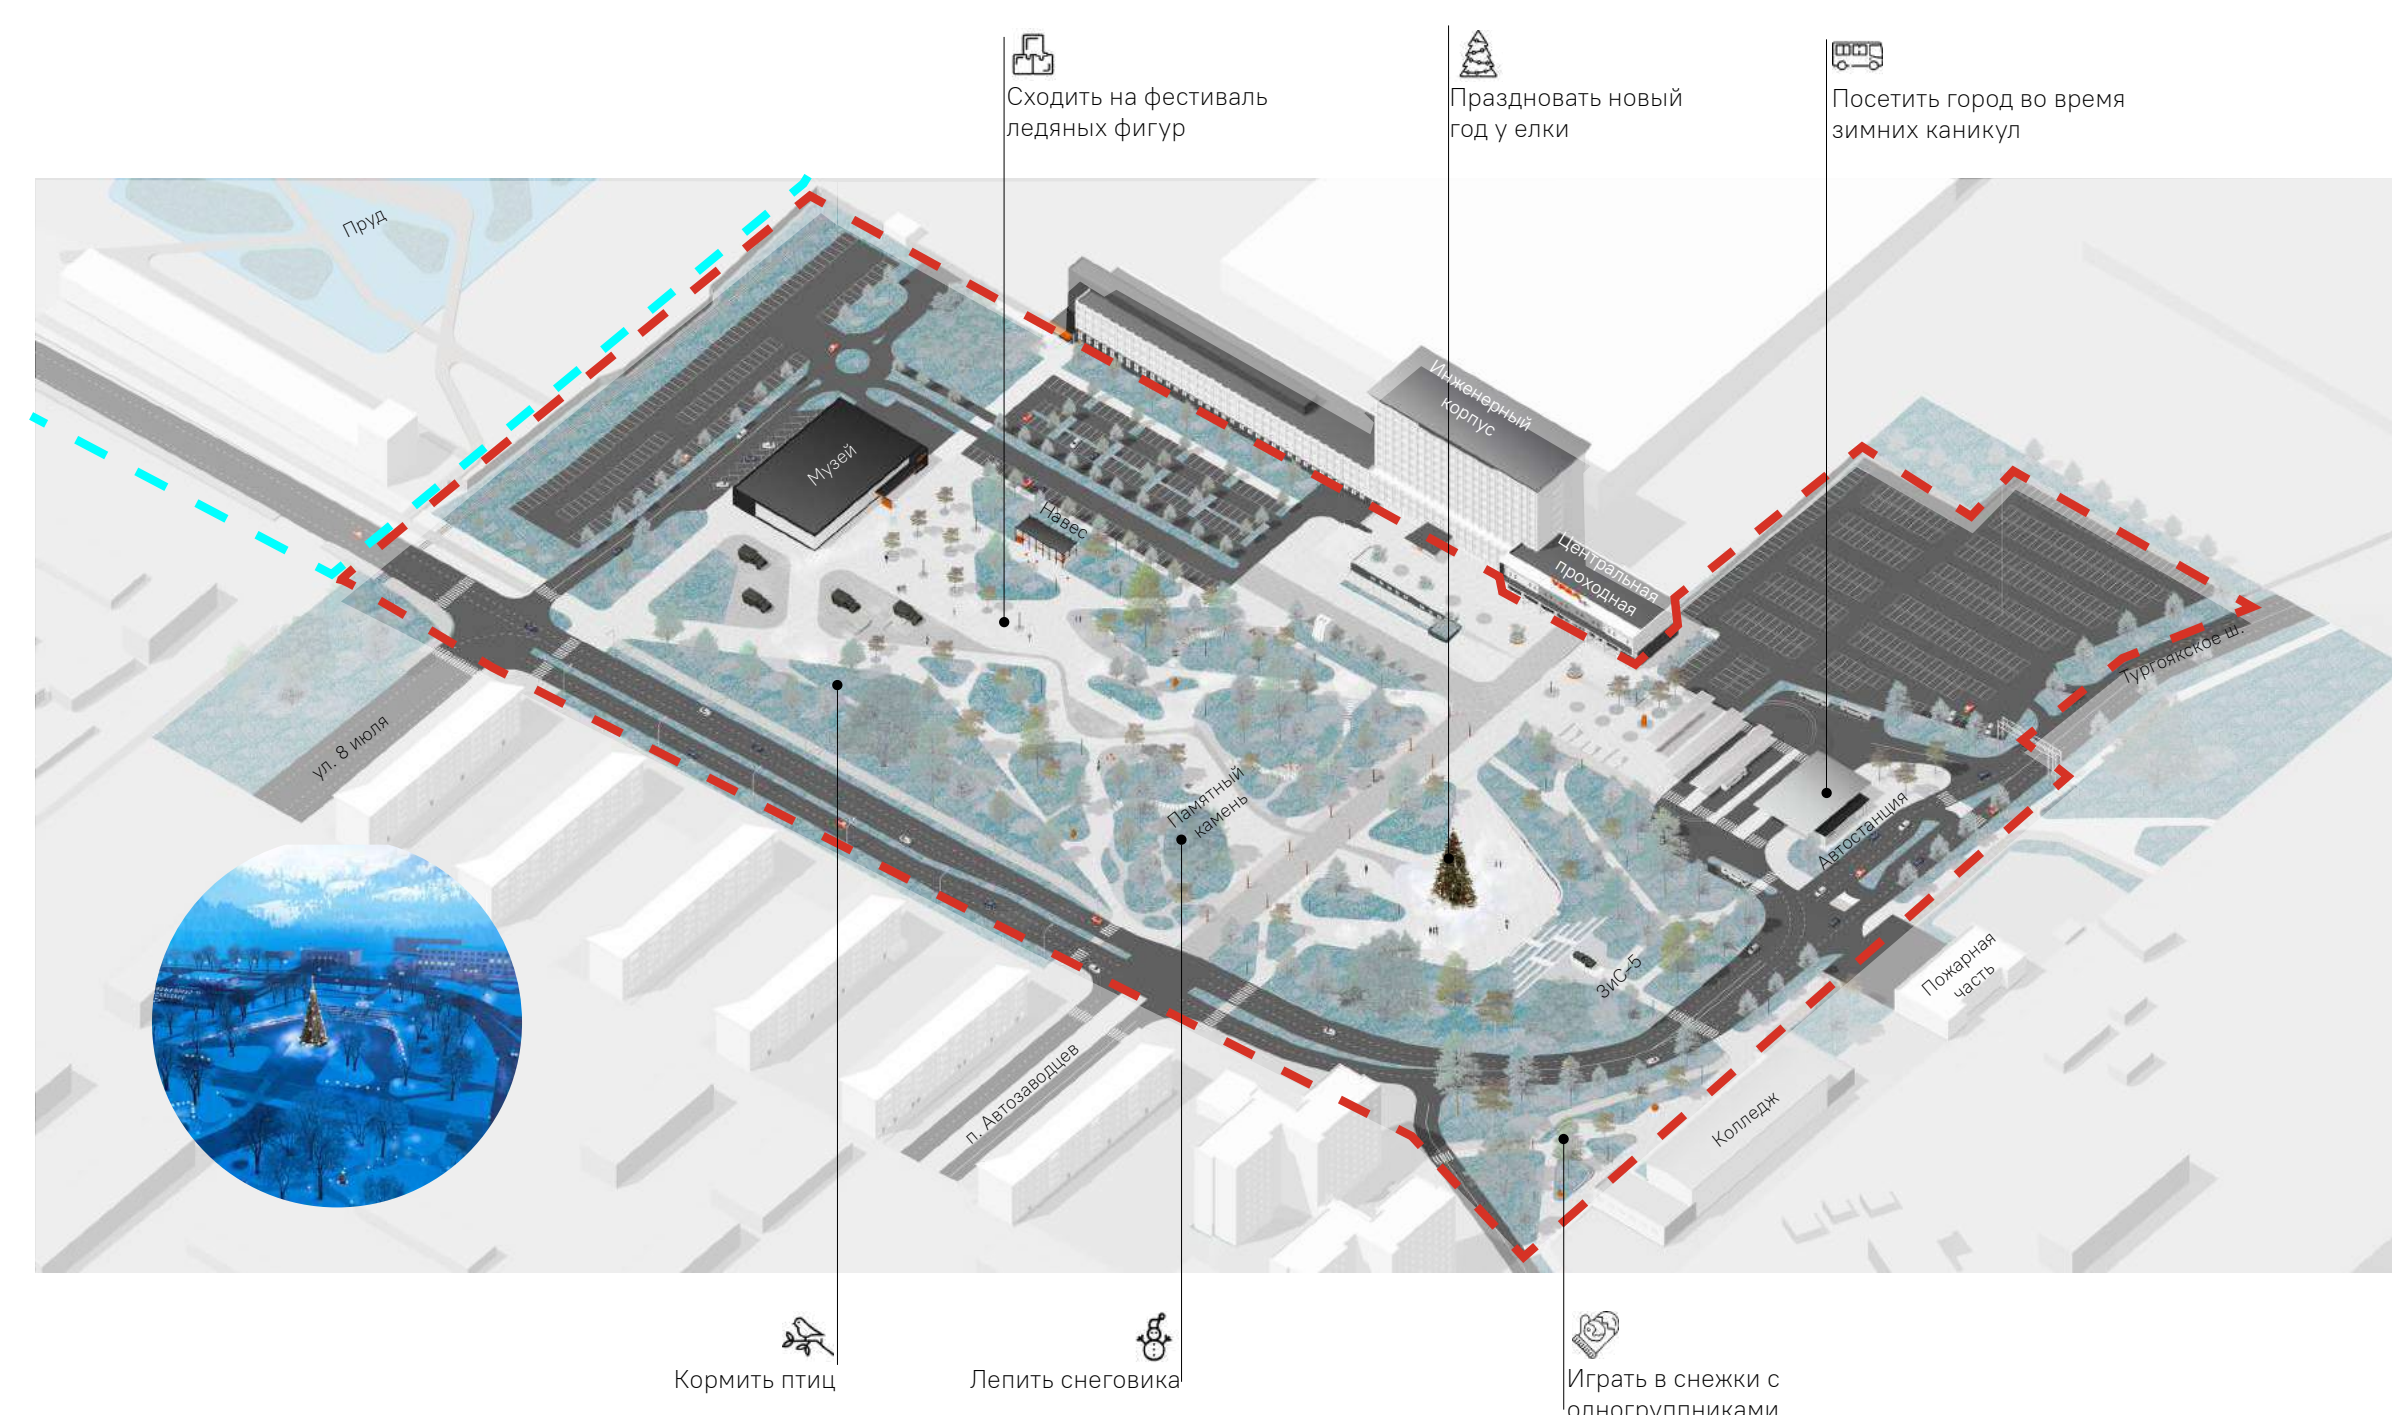 Сходить на фестиваль
ледяных фигур
Праздновать новый
год у елки
Посетить город во время
зимних каникул
Пруд
Инженерный
корпус
Музей
Навес
Центральная
проходная
Тургоякское ш.
ул. 8 июля
Памятный
камень
Автостанция
ЗиС-5
Пожарная
часть
п. Автозаводцев
Колледж
Кормить птиц
Лепить снеговика
Играть в снежки с
одногруппниками